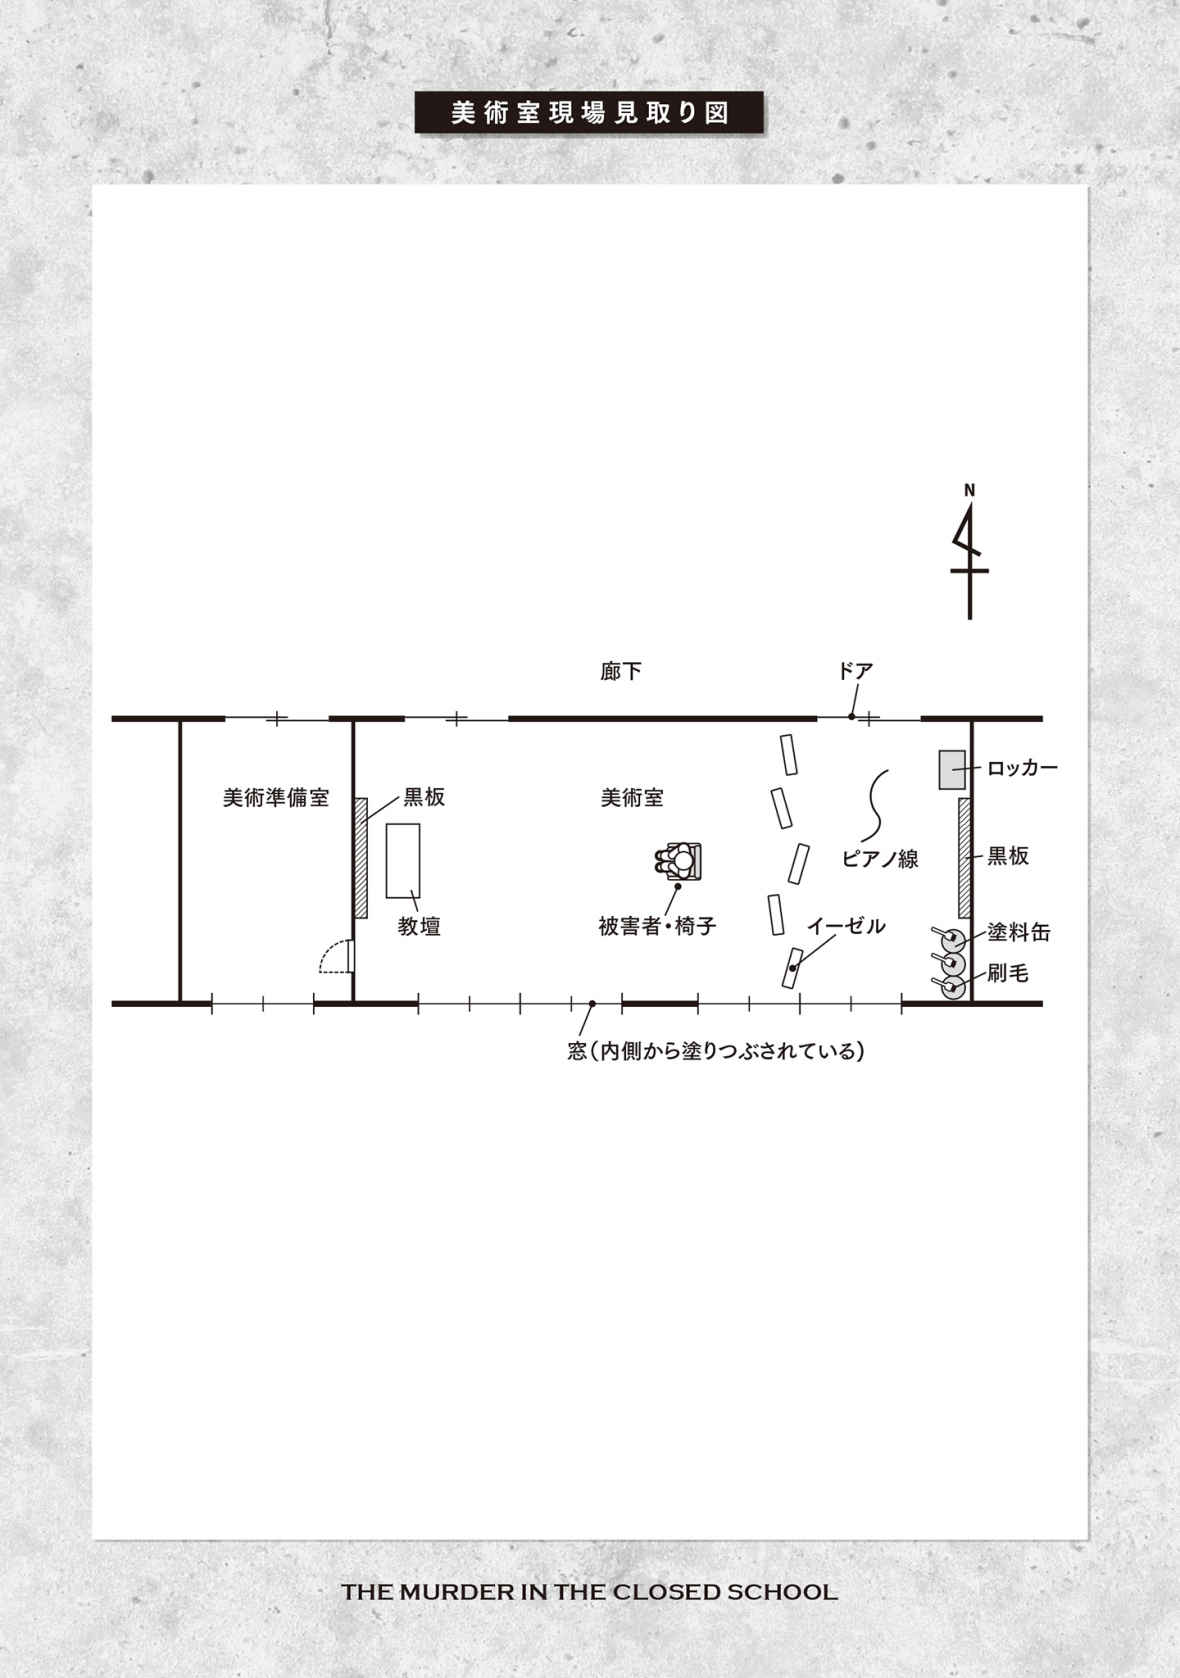 美術室現場見取り図
N
廊下
ドア
ロッカー
美術準備室
黒板
美術室
ピアノ線
黒板
教壇
被害者・椅子
イーゼル
塗料缶
刷毛
窓(内側から塗りつぶされている)
THE MURDER IN THE CLOSED SCHOOL